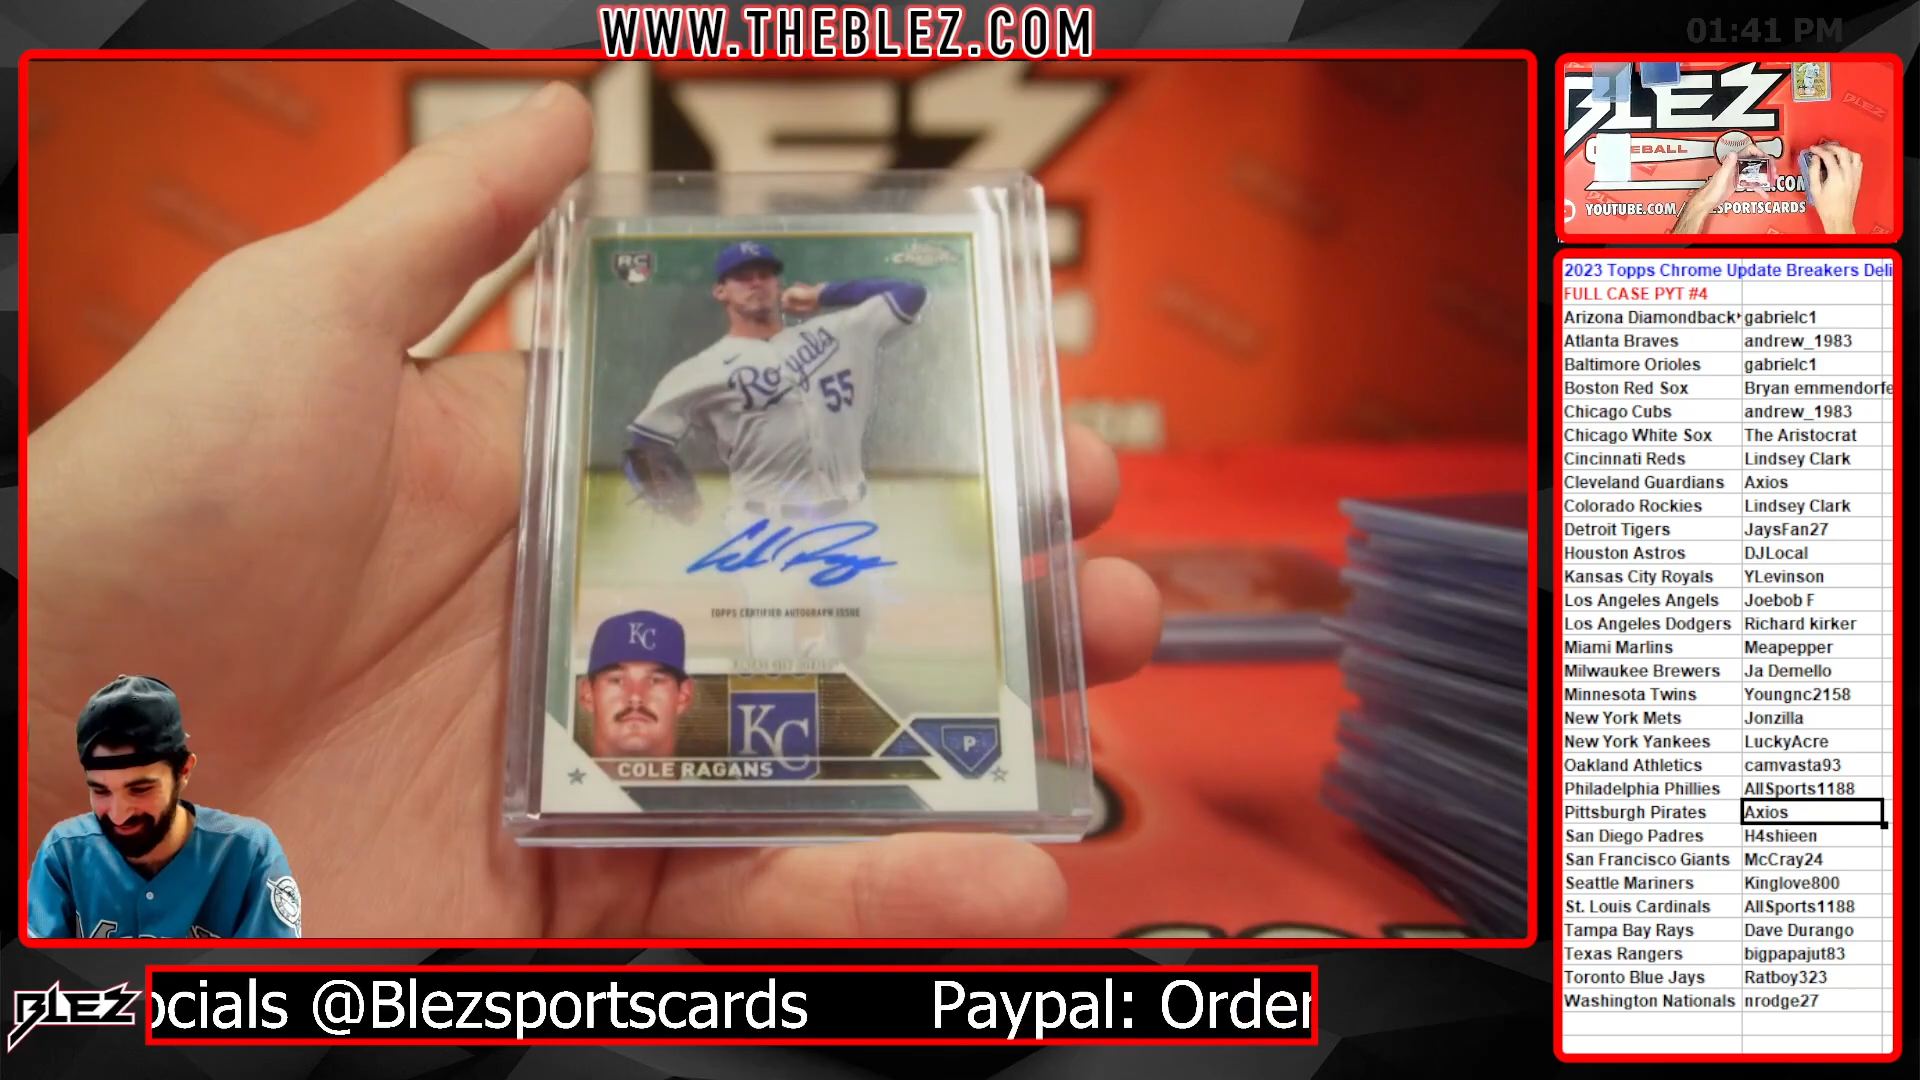 WWW.THEBLEZ.COM
01:41 PM
BLEZ
RC
Chrome
KC
Royals
55
TOPPS CERTIFIED AUTOGRAPH ISSUE
KC
KC
P
COLE RAGANS
BLEZ
BASEBALL
YOUTUBE.COM/
SPORTSCARDS
2023 Topps Chrome Update Breakers Deli
FULL CASE PYT #4
Arizona Diamondback gabrielc1
Atlanta Braves andrew_1983
Baltimore Orioles gabrielc1
Boston Red Sox Bryan emmendorfe
Chicago Cubs andrew_1983
Chicago White Sox The Aristocrat
Cincinnati Reds Lindsey Clark
Cleveland Guardians Axios
Colorado Rockies Lindsey Clark
Detroit Tigers JaysFan27
Houston Astros DJLocal
Kansas City Royals YLevinson
Los Angeles Angels Joebob F
Los Angeles Dodgers Richard kirker
Miami Marlins Meapepper
Milwaukee Brewers Ja Demello
Minnesota Twins Youngnc2158
New York Mets Jonzilla
New York Yankees LuckyAcre
Oakland Athletics camvasta93
Philadelphia Phillies AllSports1188
Pittsburgh Pirates Axios
San Diego Padres H4shieen
San Francisco Giants McCray24
Seattle Mariners Kinglove800
St. Louis Cardinals AllSports1188
Tampa Bay Rays Dave Durango
Texas Rangers bigpapajut83
Toronto Blue Jays Ratboy323
Washington Nationals nrodge27
BLEZ
ocials @Blezsportscards Paypal: Order